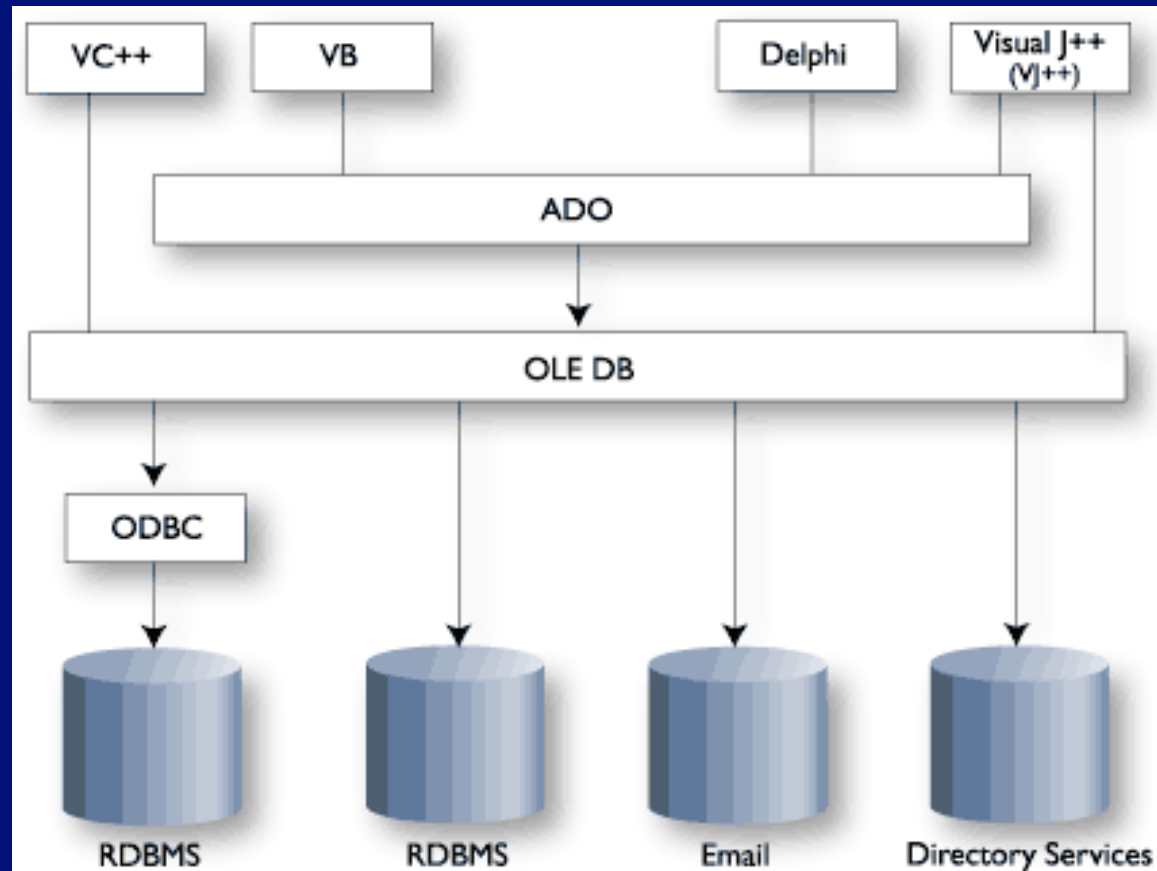 VC++
VB
Delphi
Visual J++
(VJ++)
ADO
OLE DB
ODBC
RDBMS
RDBMS
Email
Directory Services